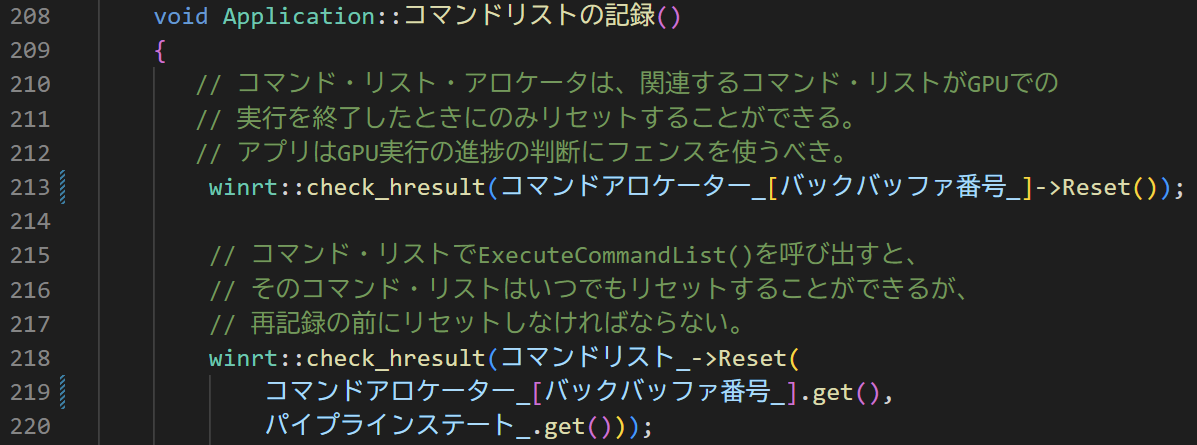 208 void Application::コマンドリストの記録()
209 {
210 // コマンド・リスト・アロケータは、関連するコマンド・リストがGPUでの
211 // 実行を終了したときにのみリセットすることができる。
212 // アプリはGPU実行の進捗の判断にフェンスを使うべき。
213 winrt::check_hresult(コマンドアロケーター_[バックバッファ番号_]->Reset());
214
215 // コマンド・リストでExecuteCommandList()を呼び出すと、
216 // そのコマンド・リストはいつでもリセットすることができるが、
217 // 再記録の前にリセットしなければならない。
218 winrt::check_hresult(コマンドリスト_->Reset(
219 コマンドアロケーター_[バックバッファ番号_].get(),
220 パイプラインステート_.get()));